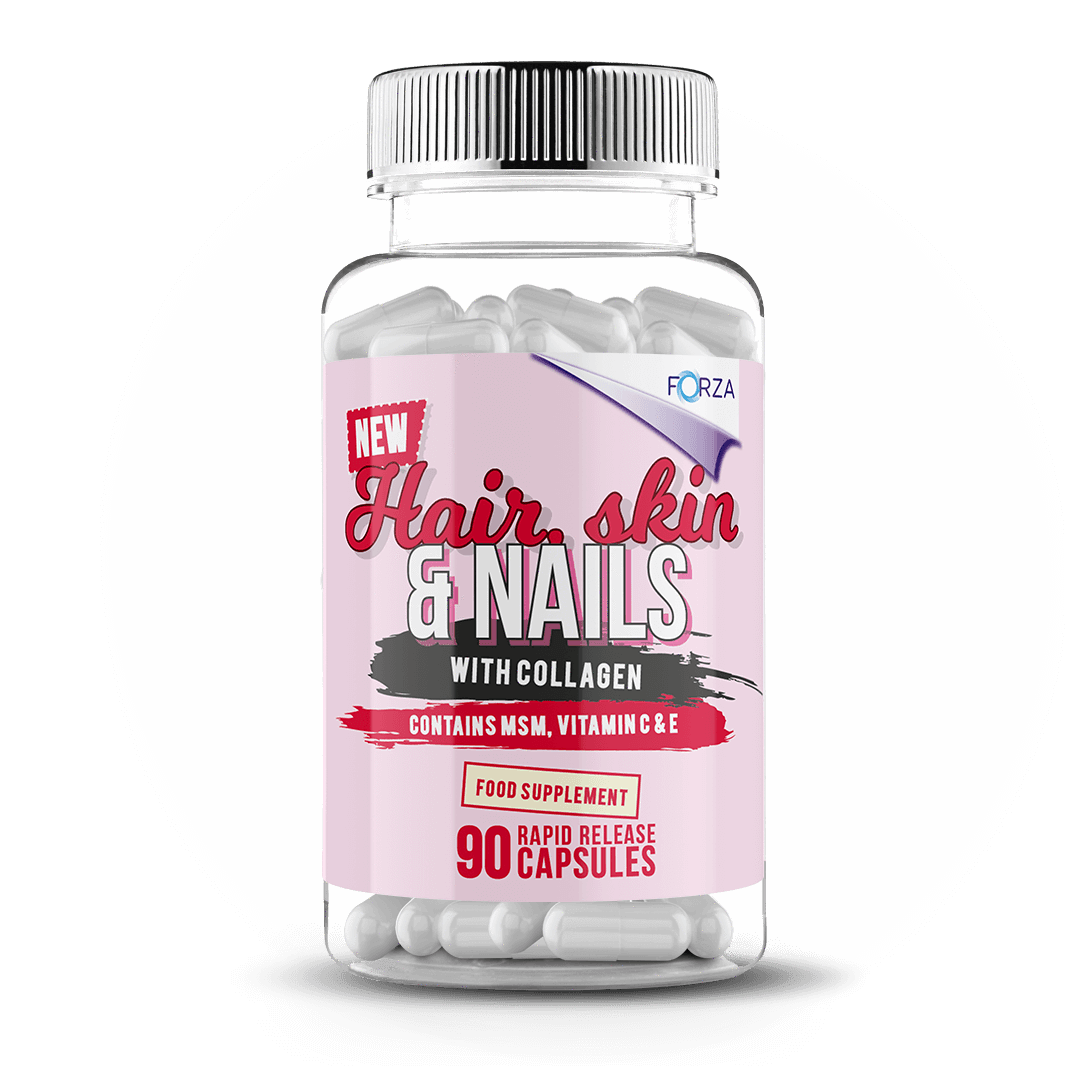 FORZA
NEW
Hair, skin
& NAILS
WITH COLLAGEN
CONTAINS MSM, VITAMIN C & E
FOOD SUPPLEMENT
90 RAPID RELEASE
CAPSULES